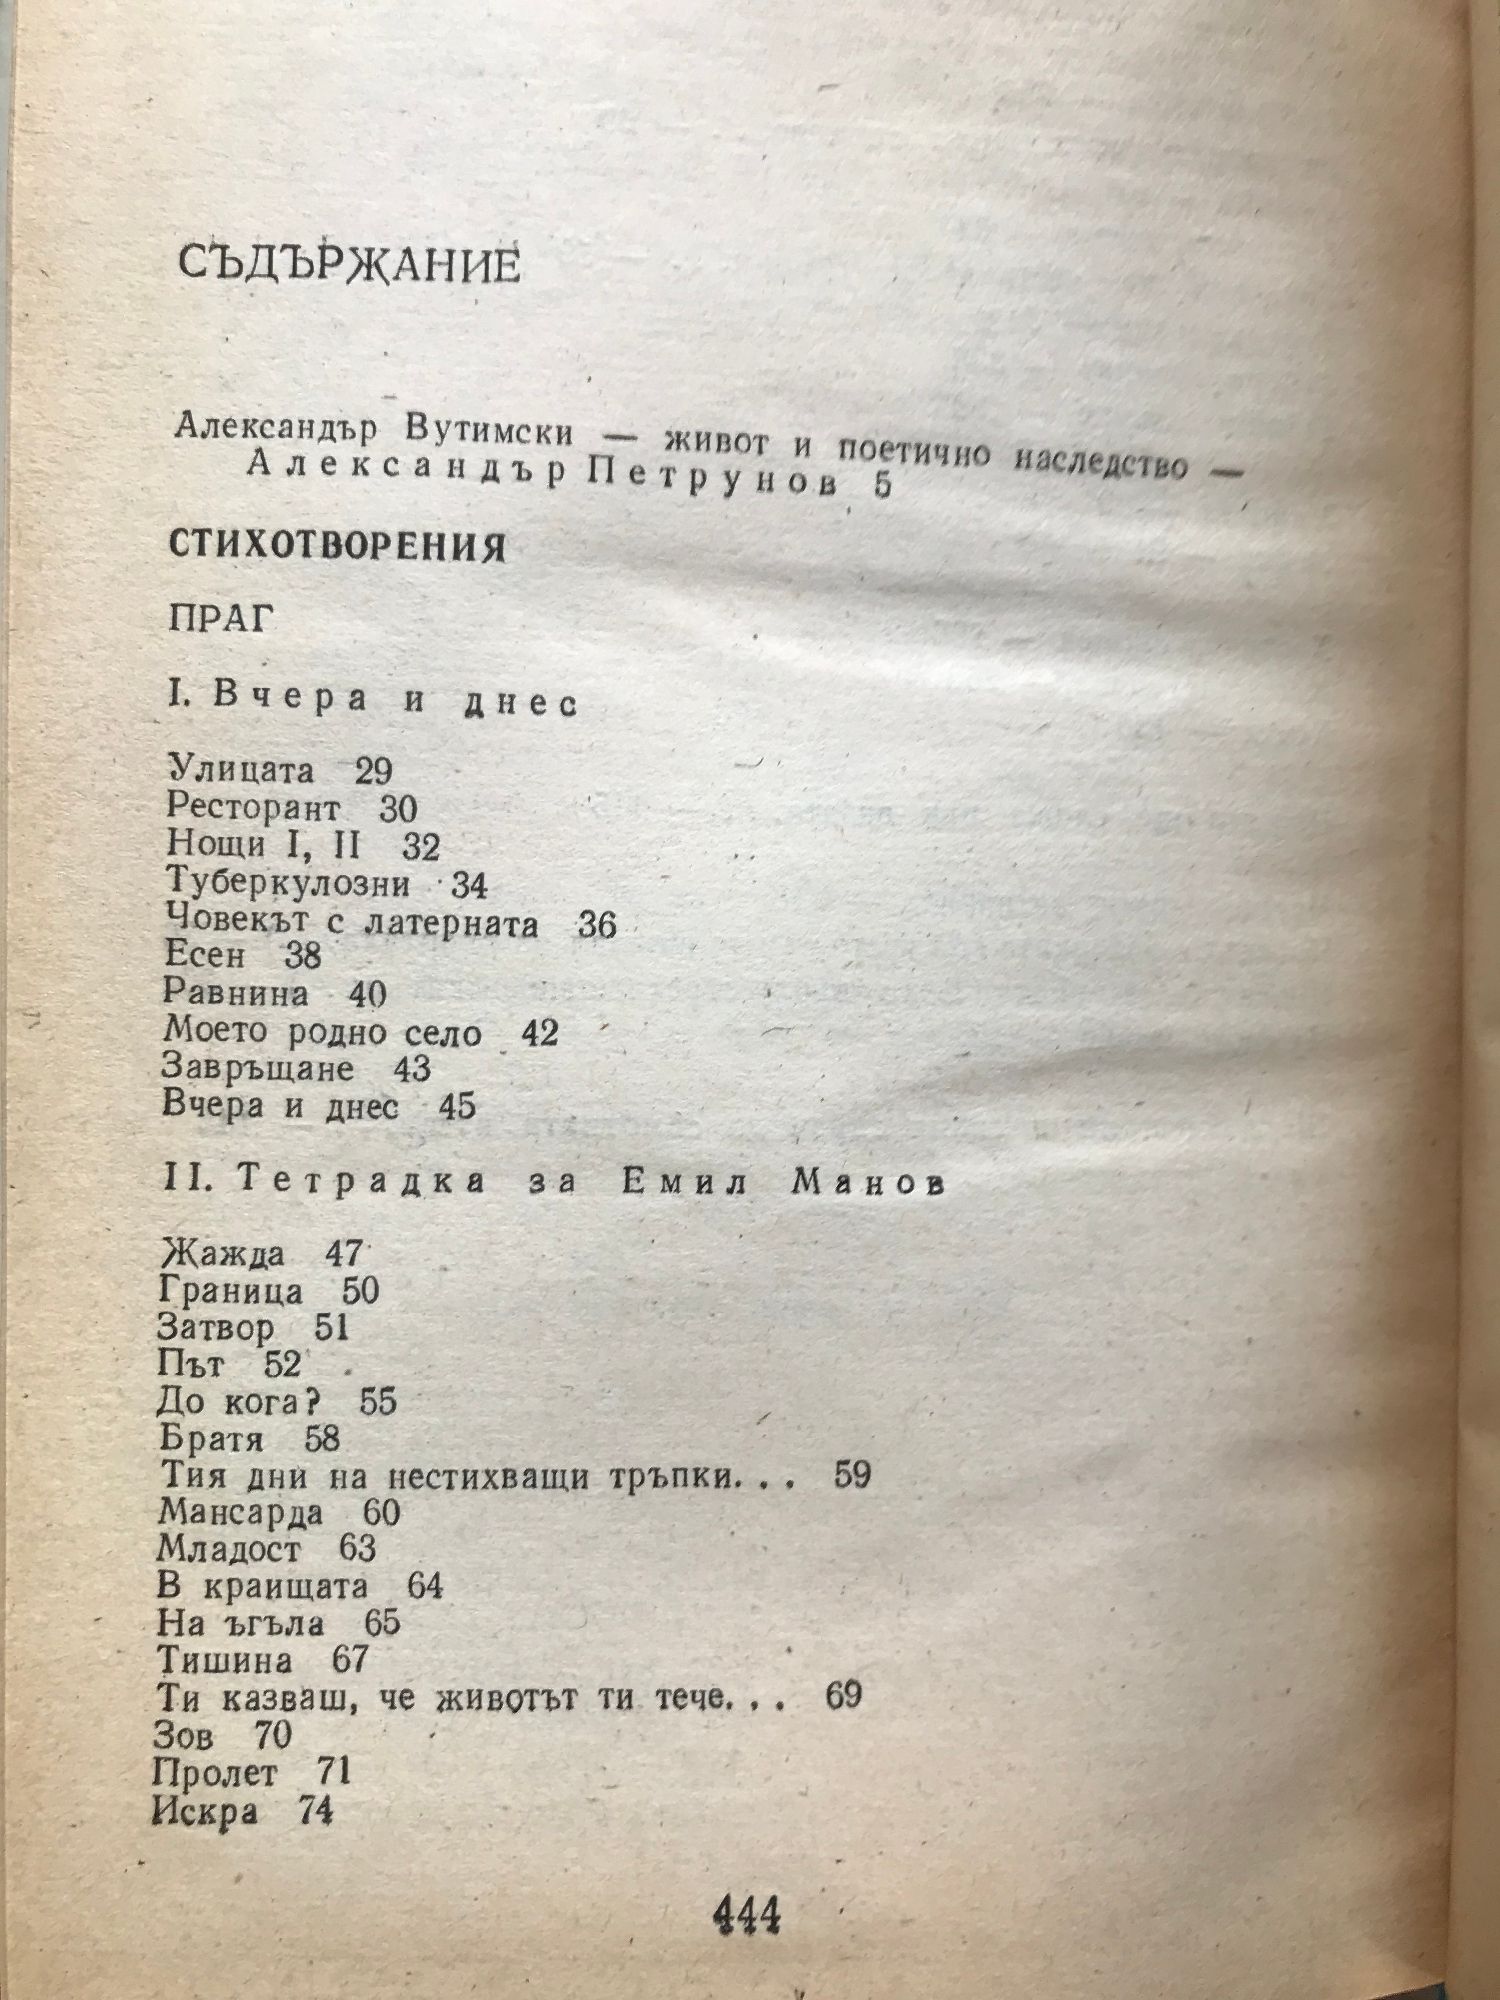 СЪДЪРЖАНИЕ
Александър Вутимски — живот и поетично наследство —
Александър Петрунов 5
СТИХОТВОРЕНИЯ
ПРАГ
I. Вчера и днес
Улицата 29
Ресторант 30
Нощи I, II 32
Туберкулозни 34
Човекът с латерната 36
Есен 38
Равнина 40
Моето родно село 42
Завръщане 43
Вчера и днес 45
II. Тетрадка за Емил Манов
Жажда 47
Граница 50
Затвор 51
Път 52
До кога? 55
Братя 58
Тия дни на нестихващи тръпки... 59
Мансарда 60
Младост 63
В краищата 64
На ъгъла 65
Тишина 67
Ти казваш, че животът ти тече... 69
Зов 70
Пролет 71
Искра 74
444